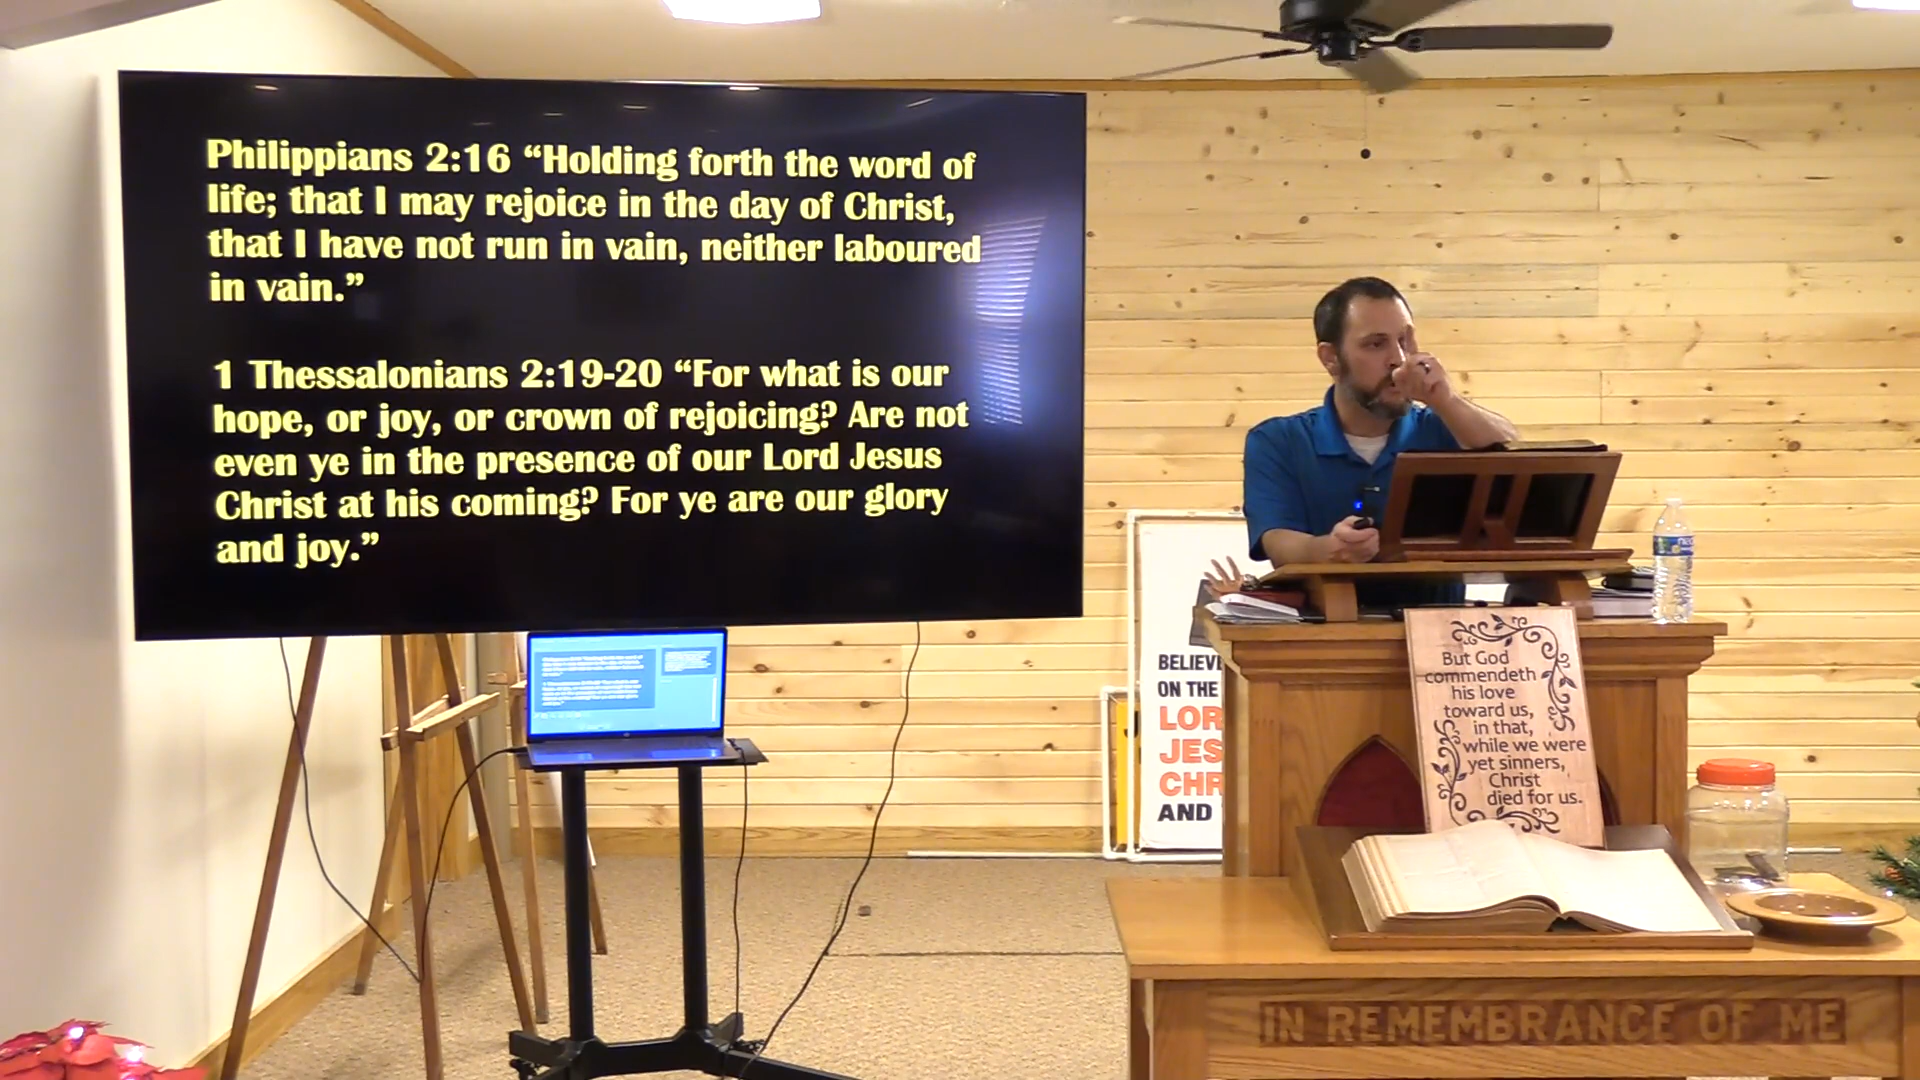 Philippians 2:16 “Holding forth the word of
life; that I may rejoice in the day of Christ,
that I have not run in vain, neither laboured
in vain.”
1 Thessalonians 2:19-20 “For what is our
hope, or joy, or crown of rejoicing? Are not
even ye in the presence of our Lord Jesus
Christ at his coming? For ye are our glory
and joy.”
BELIEVE
ON THE
LOR
JES
CHR
AND
But God
commendeth
his love
toward us,
in that,
while we were
yet sinners,
Christ
died for us.
IN REMEMBRANCE OF ME